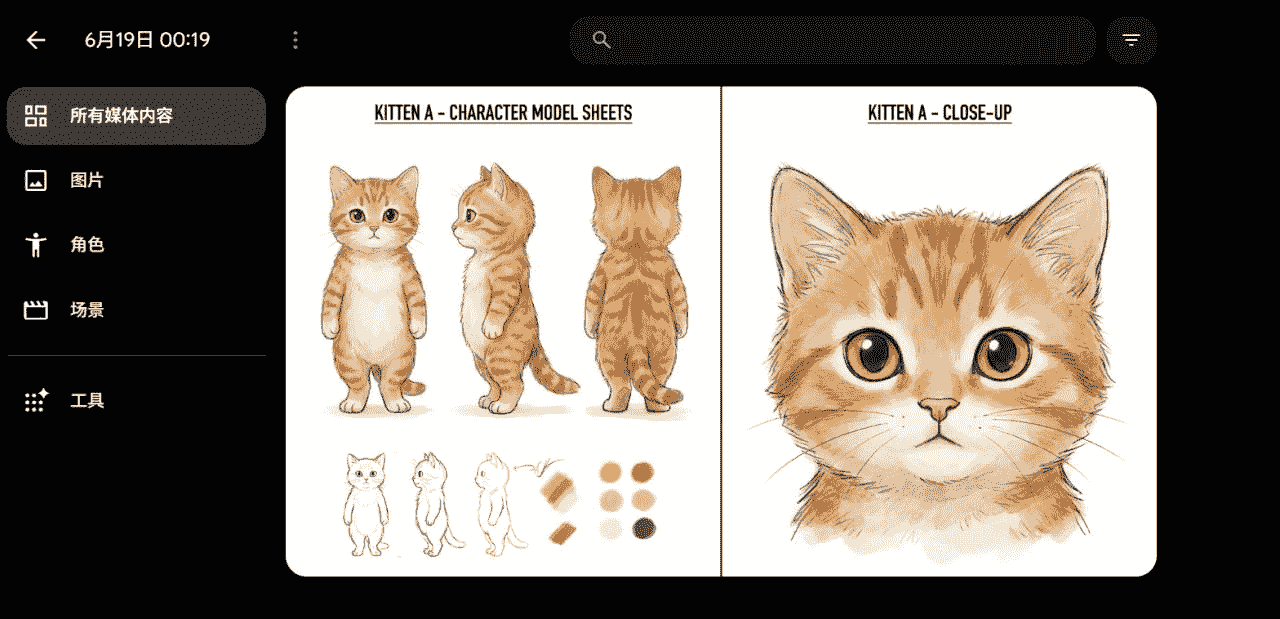 6月19日 00:19
所有媒体内容
图片
角色
场景
工具
KITTEN A - CHARACTER MODEL SHEETS
KITTEN A - CLOSE-UP